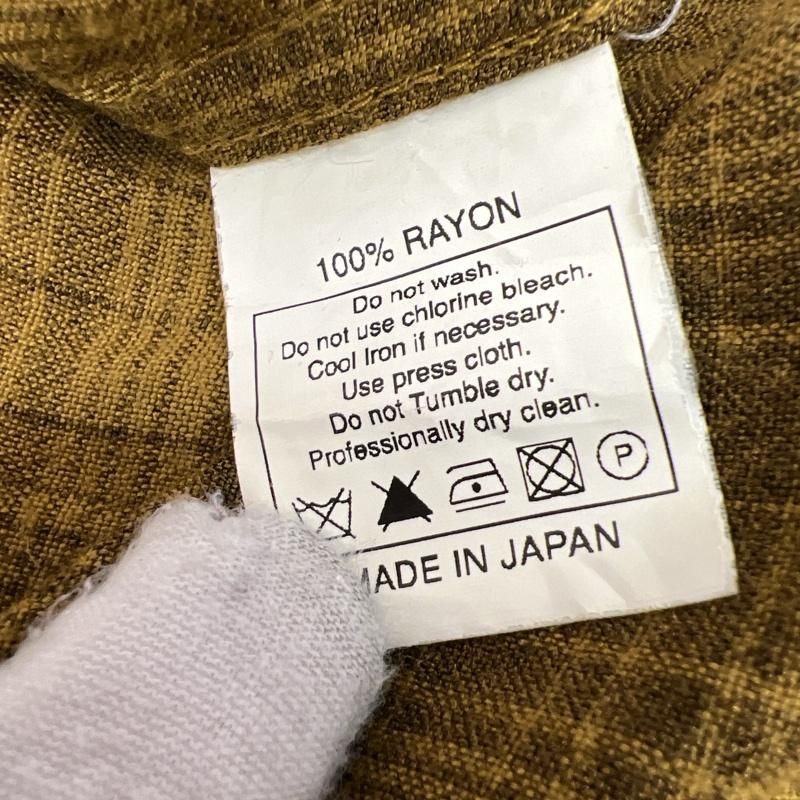 100% RAYON
Do not wash.
Do not use chlorine bleach.
Cool Iron if necessary.
Use press cloth.
Do not Tumble dry.
Professionally dry clean.
P
MADE IN JAPAN